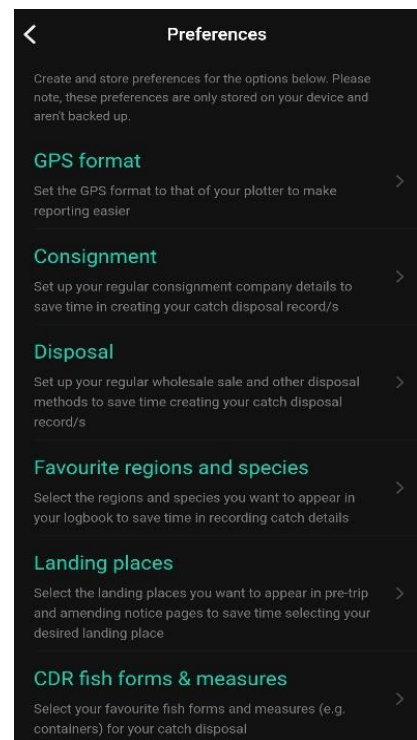 Preferences
Create and store preferences for the options below. Please
note, these preferences are only stored on your device and
aren't backed up.
GPS format
Set the GPS format to that of your plotter to make
reporting easier
Consignment
Set up your regular consignment company details to
save time in creating your catch disposal record/s
Disposal
Set up your regular wholesale sale and other disposal
methods to save time creating your catch disposal
record/s
Favourite regions and species
Select the regions and species you want to appear in
your logbook to save time in recording catch details
Landing places
Select the landing places you want to appear in pre-trip
and amending notice pages to save time selecting your
desired landing place
CDR fish forms & measures
Select your favourite fish forms and measures (e.g.
containers) for your catch disposal